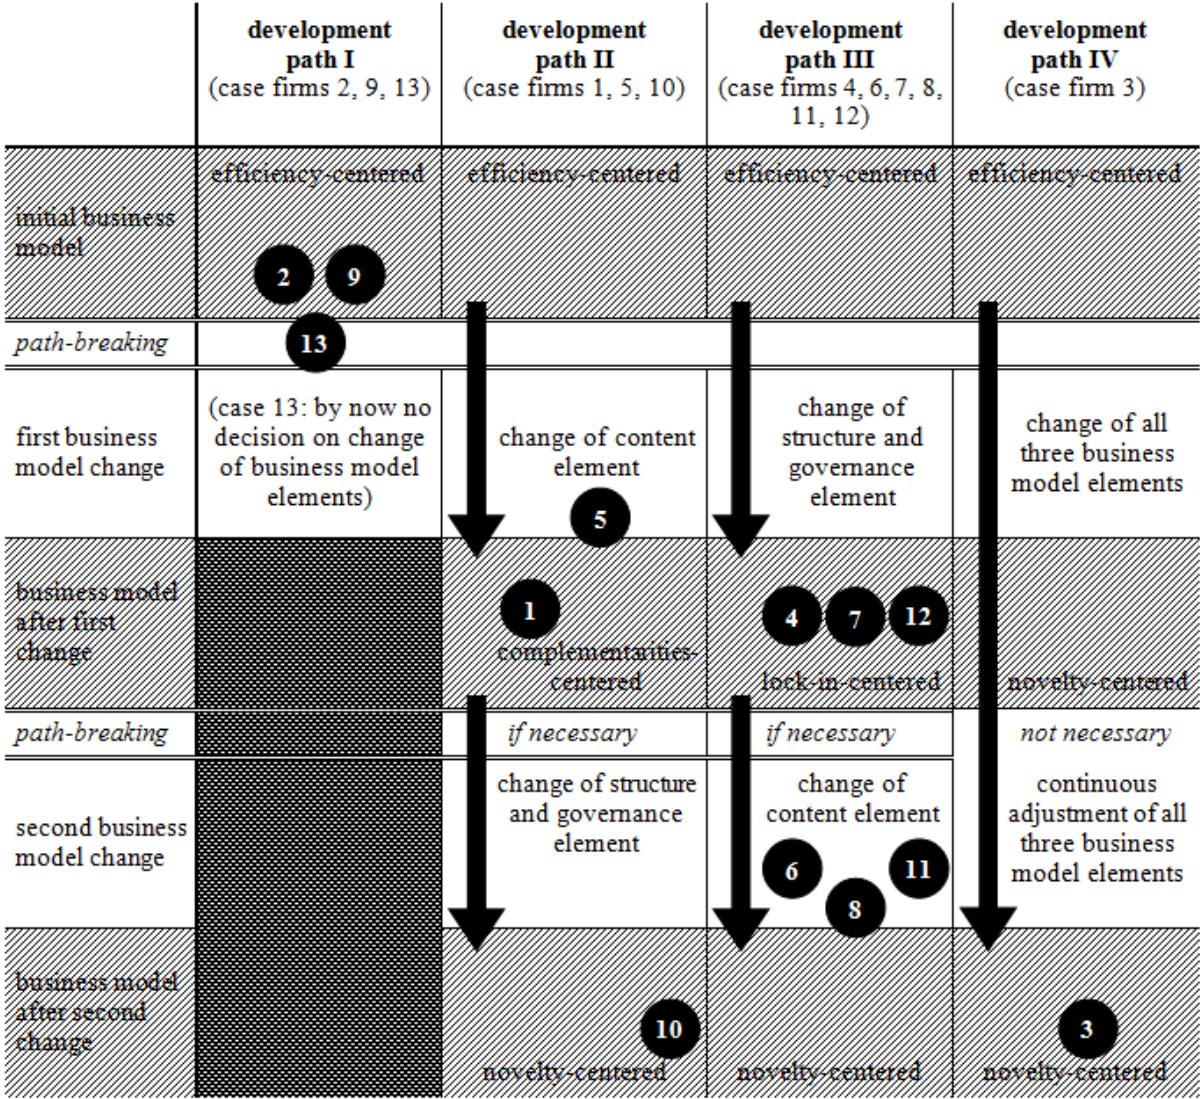 development
path I
(case firms 2, 9, 13)
development
path II
(case firms 1, 5, 10)
development
path III
(case firms 4, 6, 7, 8,
11, 12)
development
path IV
(case firm 3)
initial business
model
efficiency-centered
2
9
efficiency-centered
efficiency-centered
efficiency-centered
path-breaking
13
first business
model change
(case 13: by now no
decision on change
of business model
elements)
change of content
element
5
change of
structure and
governance
element
change of all
three business
model elements
business model
after first
change
1
complementarities-
centered
4
7
12
lock-in-centered
novelty-centered
path-breaking
if necessary
if necessary
not necessary
second business
model change
change of structure
and governance
element
change of
content element
6
11
8
continuous
adjustment of all
three business
model elements
business model
after second
change
10
novelty-centered
novelty-centered
3
novelty-centered